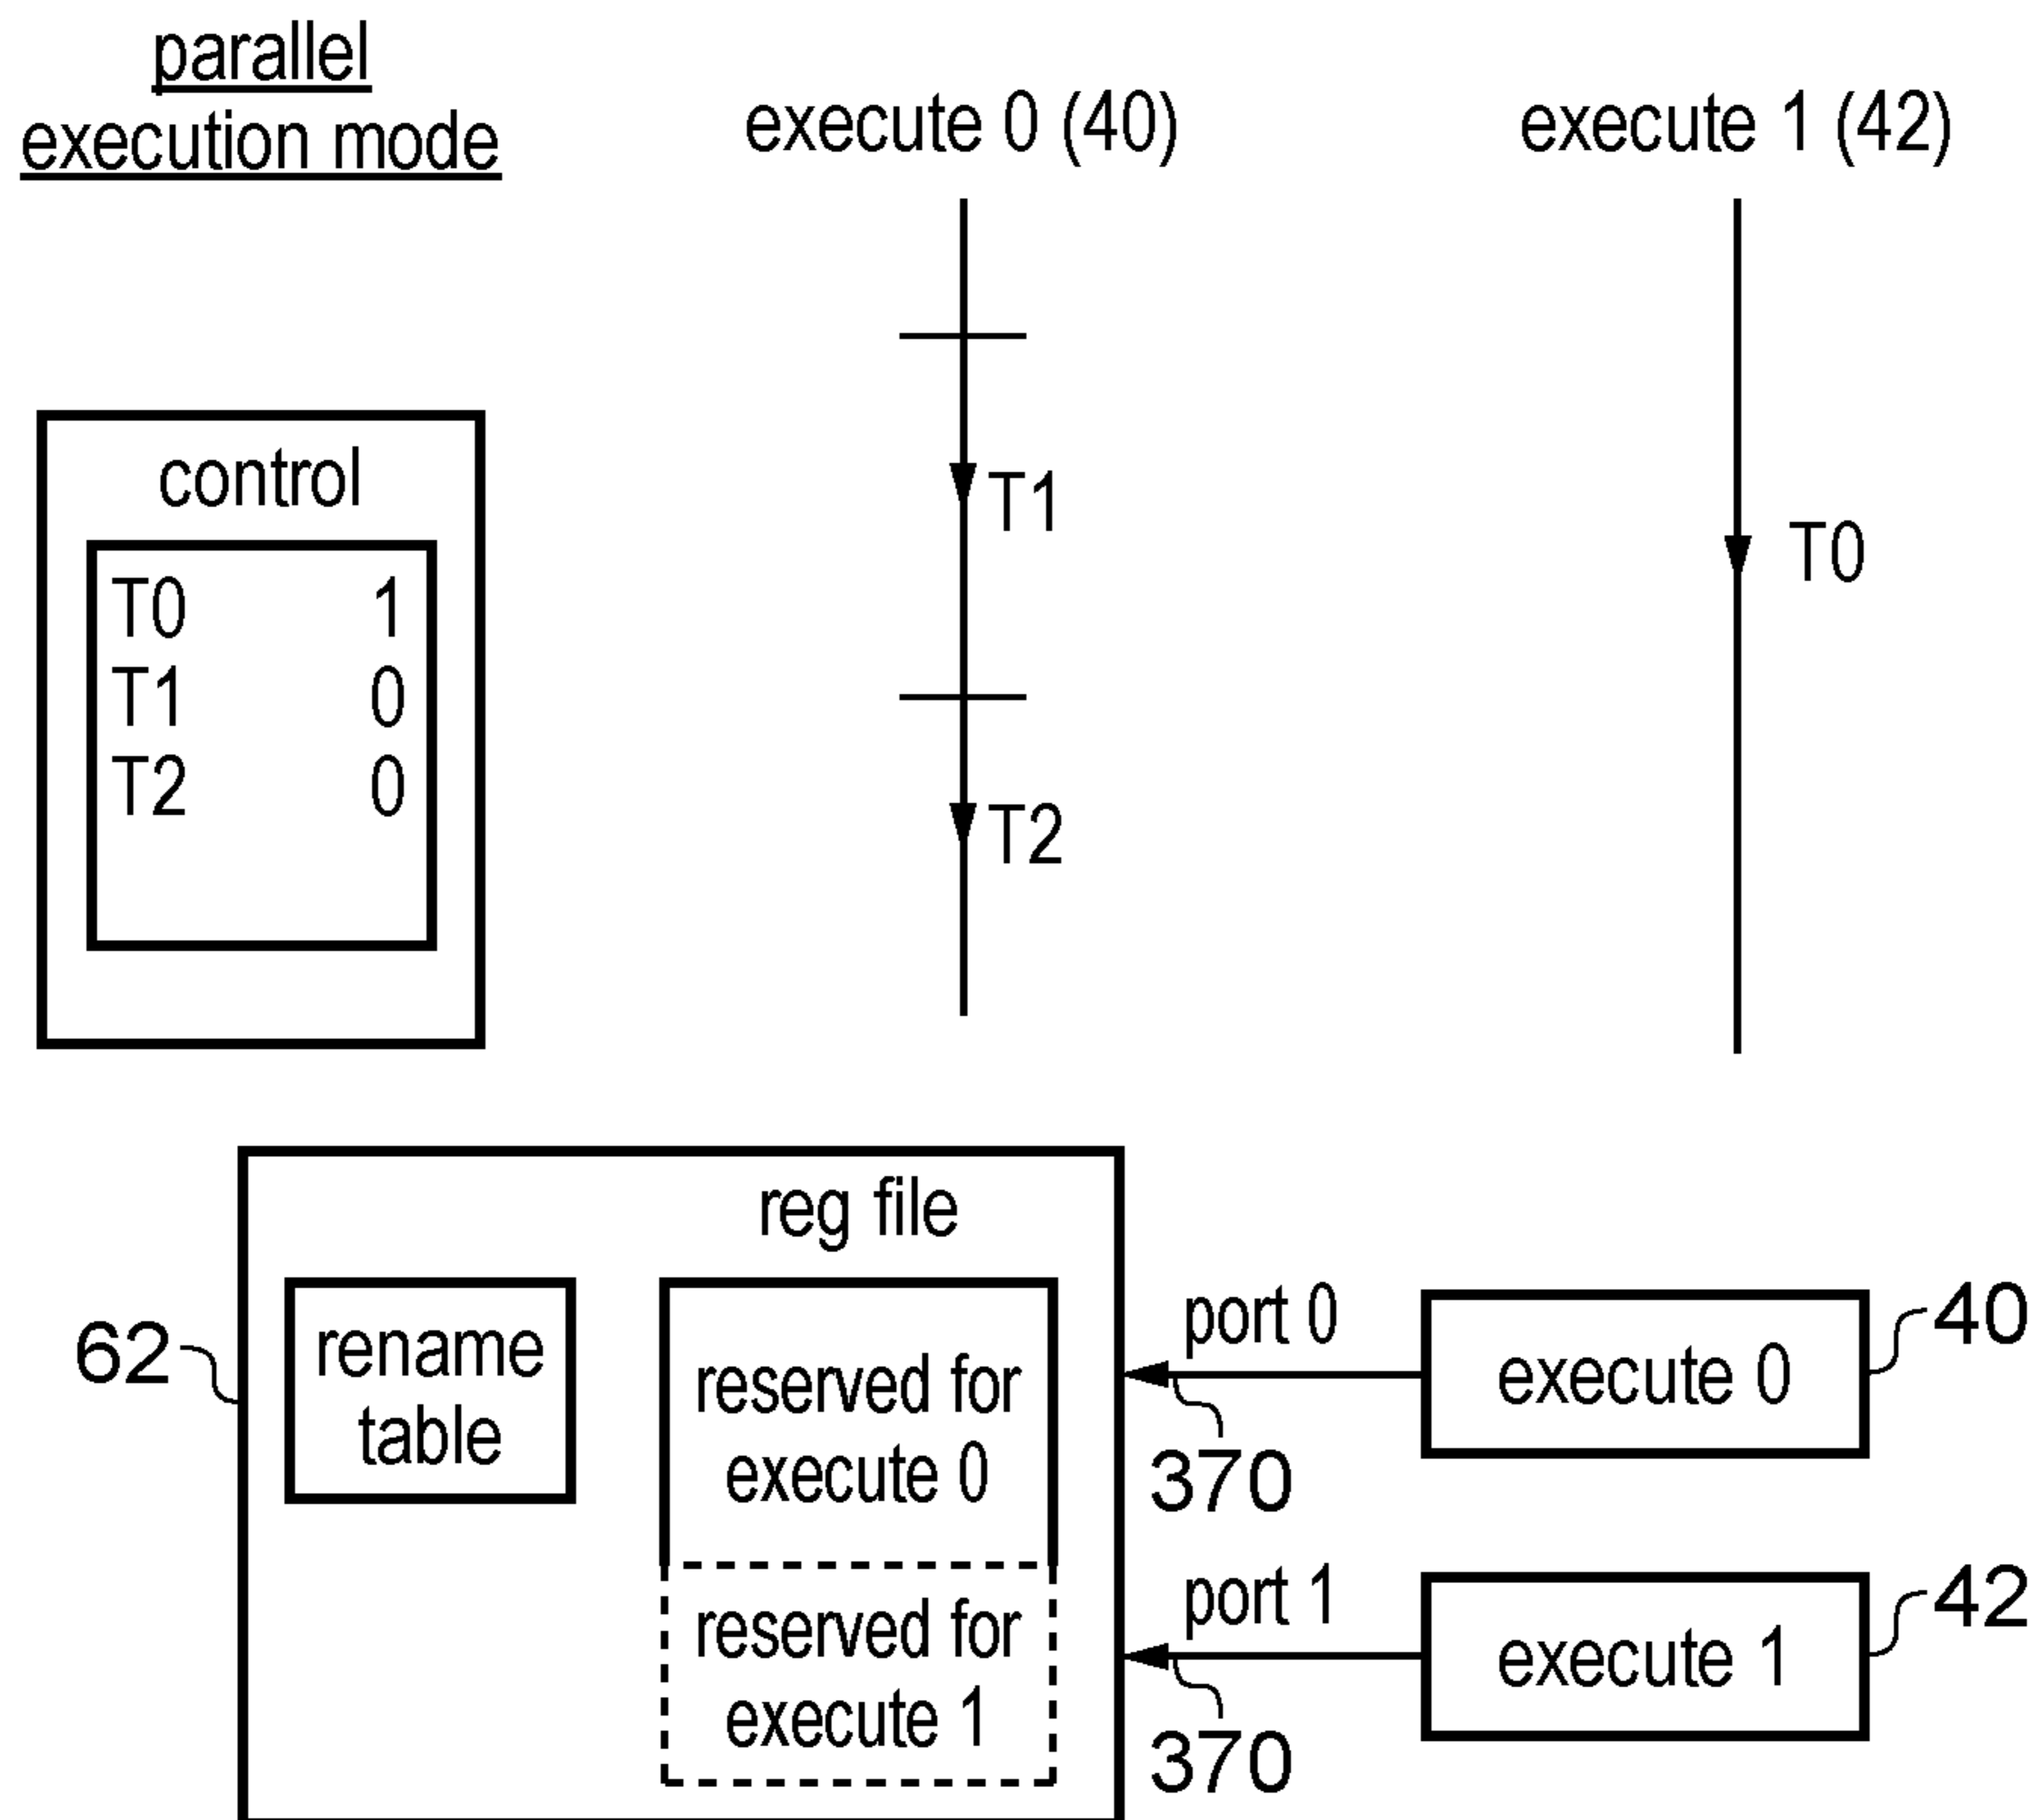 parallel
execution mode
execute 0 (40)
execute 1 (42)
control
T0 1
T1 0
T2 0
T1
T2
T0
reg file
62
rename
table
reserved for
execute 0
reserved for
execute 1
port 0
370
execute 0
40
port 1
370
execute 1
42